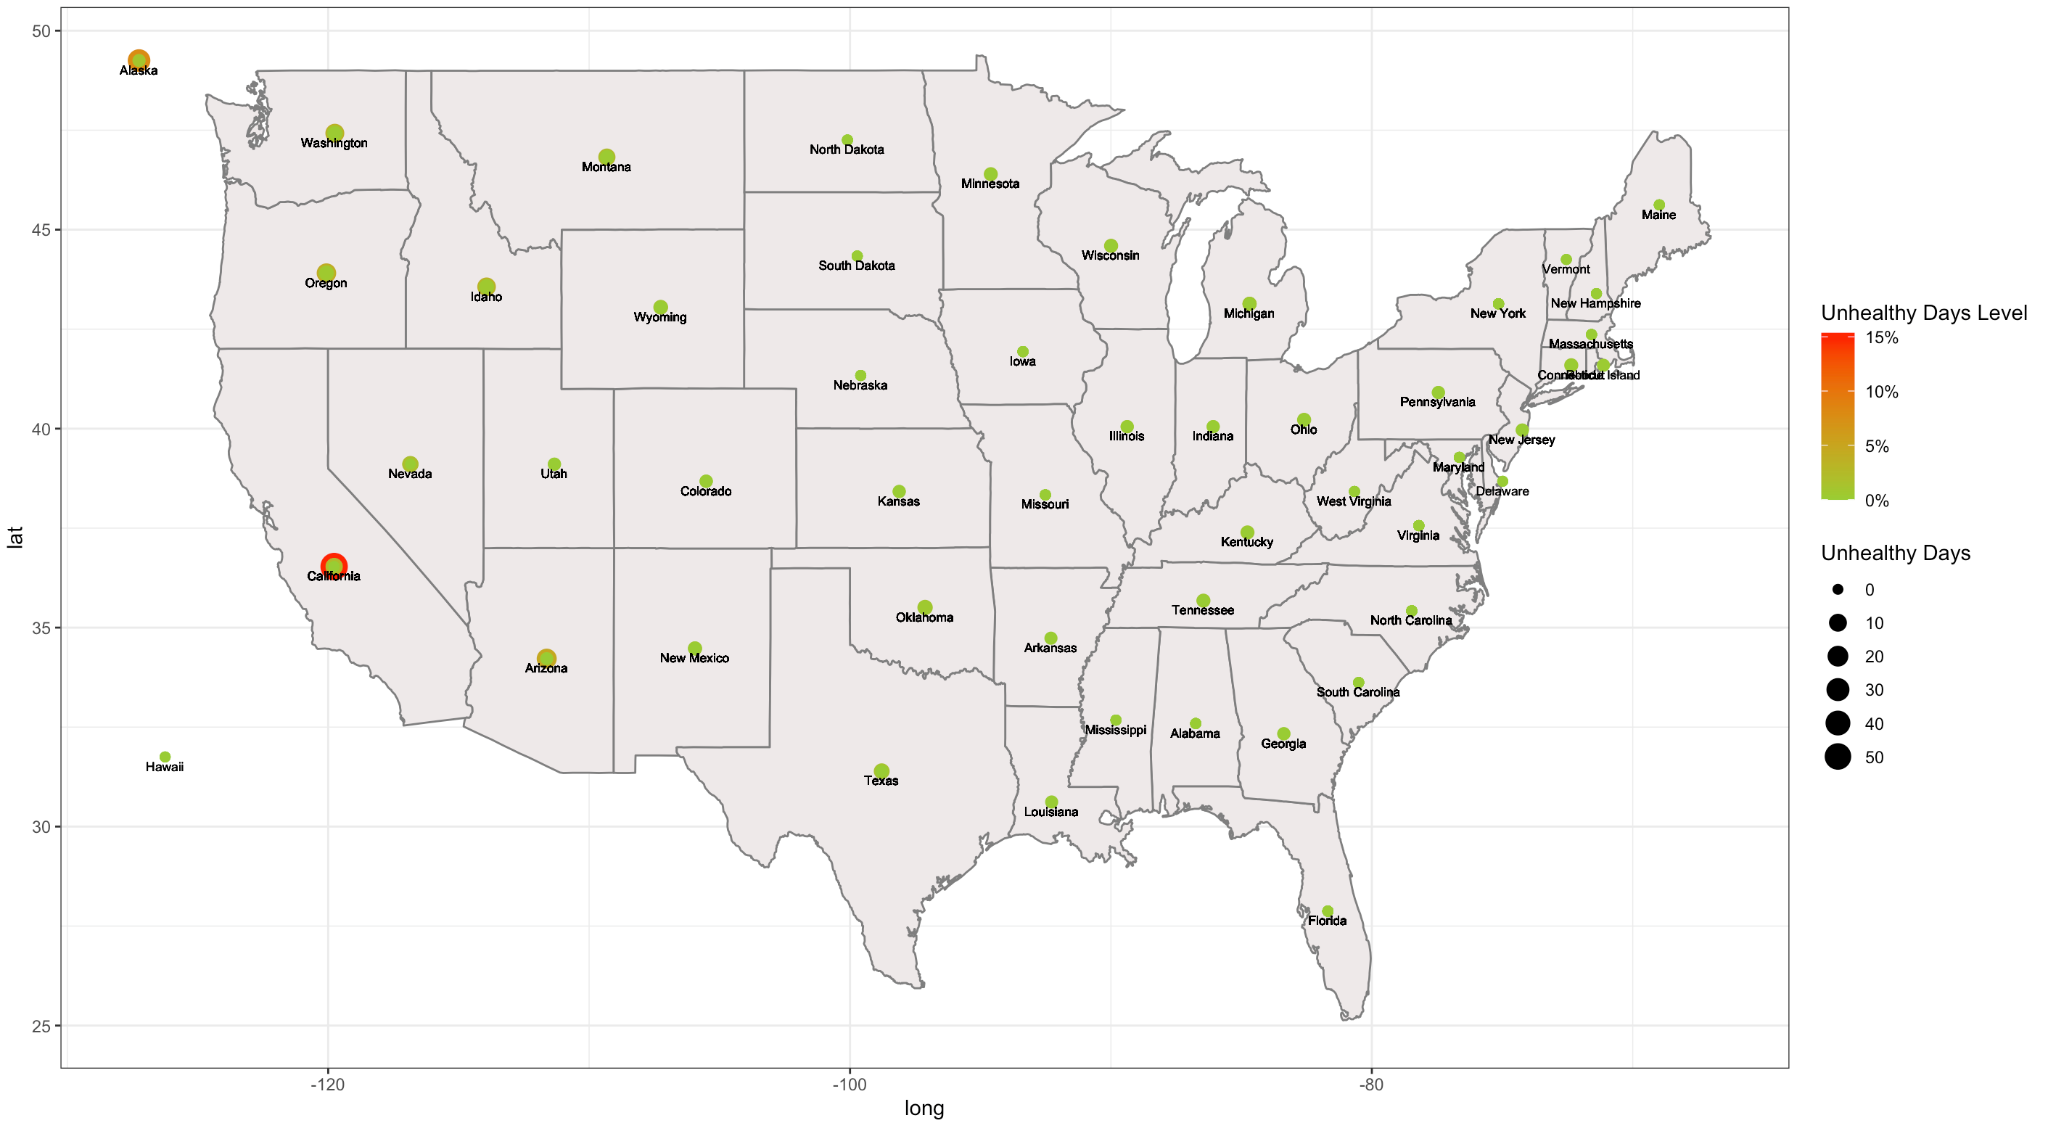 50
45
40
35
30
25
lat
-120
-100
-80
long
Alaska
Washington
Montana
North Dakota
Minnesota
Maine
Oregon
Idaho
Wyoming
South Dakota
Wisconsin
Michigan
New York
Vermont
New Hampshire
Massachusetts
Connecticut
Rhode Island
Iowa
Nebraska
Pennsylvania
Illinois
Indiana
Ohio
New Jersey
Nevada
Utah
Colorado
Kansas
Missouri
West Virginia
Maryland
Delaware
Virginia
Kentucky
California
Arizona
New Mexico
Oklahoma
Arkansas
Tennessee
North Carolina
South Carolina
Mississippi
Alabama
Georgia
Hawaii
Texas
Louisiana
Florida
Unhealthy Days Level
15%
10%
5%
0%
Unhealthy Days
0
10
20
30
40
50